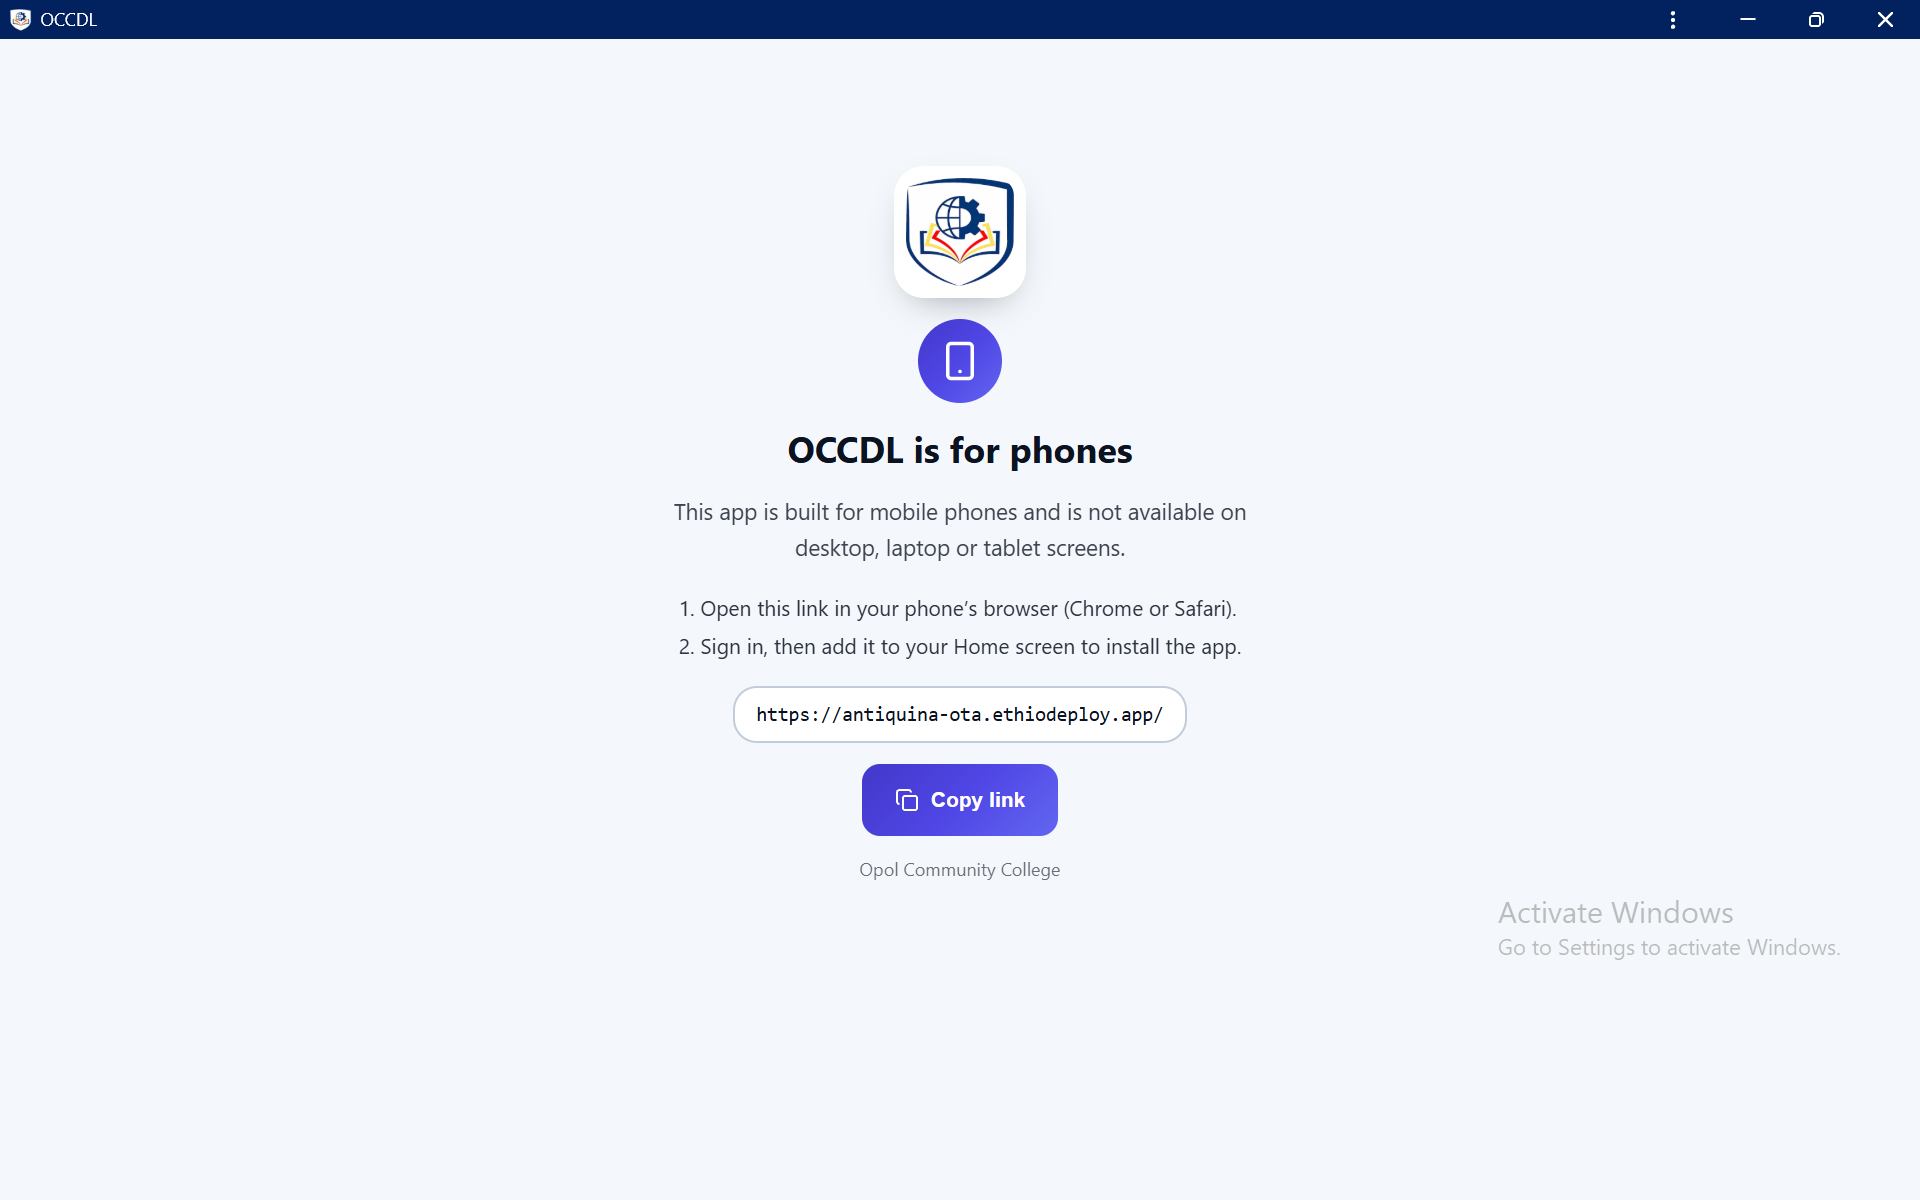 OCCDL
OCCDL is for phones
This app is built for mobile phones and is not available on
desktop, laptop or tablet screens.
1. Open this link in your phone’s browser (Chrome or Safari).
2. Sign in, then add it to your Home screen to install the app.
https://antiquina-ota.ethiodeploy.app/
Copy link
Opol Community College
Activate Windows
Go to Settings to activate Windows.